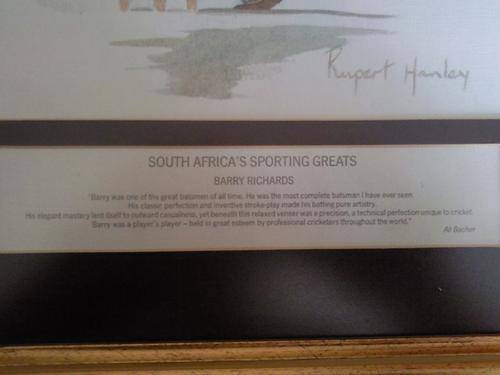 Rupert Hanley
SOUTH AFRICA'S SPORTING GREATS
BARRY RICHARDS
"Barry was one of the great batsmen of all time. He was the most complete batsman I have ever seen.
His classic perfection and inventive stroke-play made his batting pure artistry.
His elegant mastery lent itself to outward casualness, yet beneath this relaxed veneer was a precision, a technical perfection unique to cricket.
Barry was a player's player – held in great esteem by professional cricketers throughout the world."
Ali Bacher